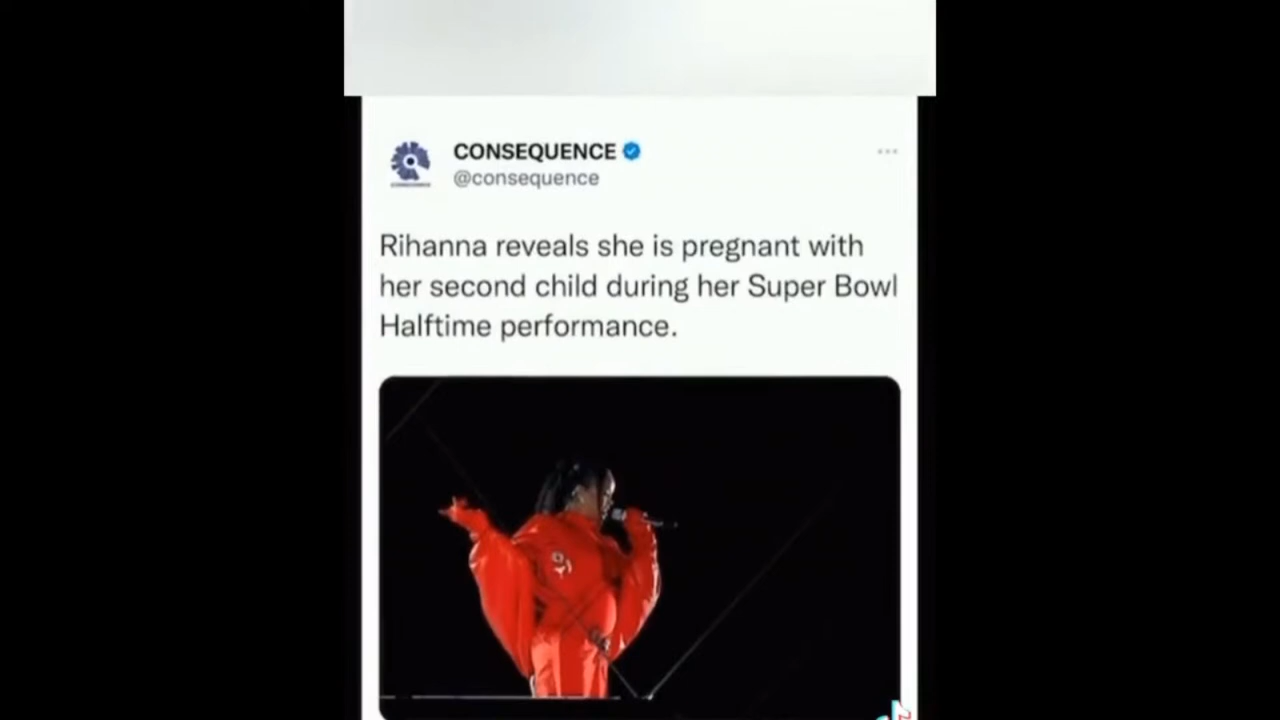 CONSEQUENCE
@consequence
Rihanna reveals she is pregnant with
her second child during her Super Bowl
Halftime performance.